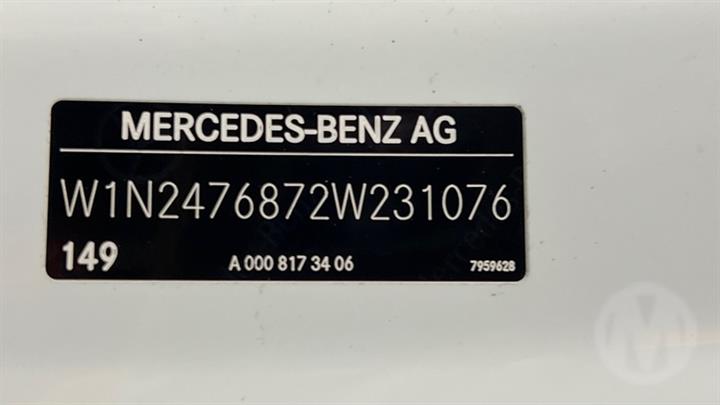 MERCEDES-BENZ AG
W1N2476872W231076
149 A 000 817 34 06 7959628